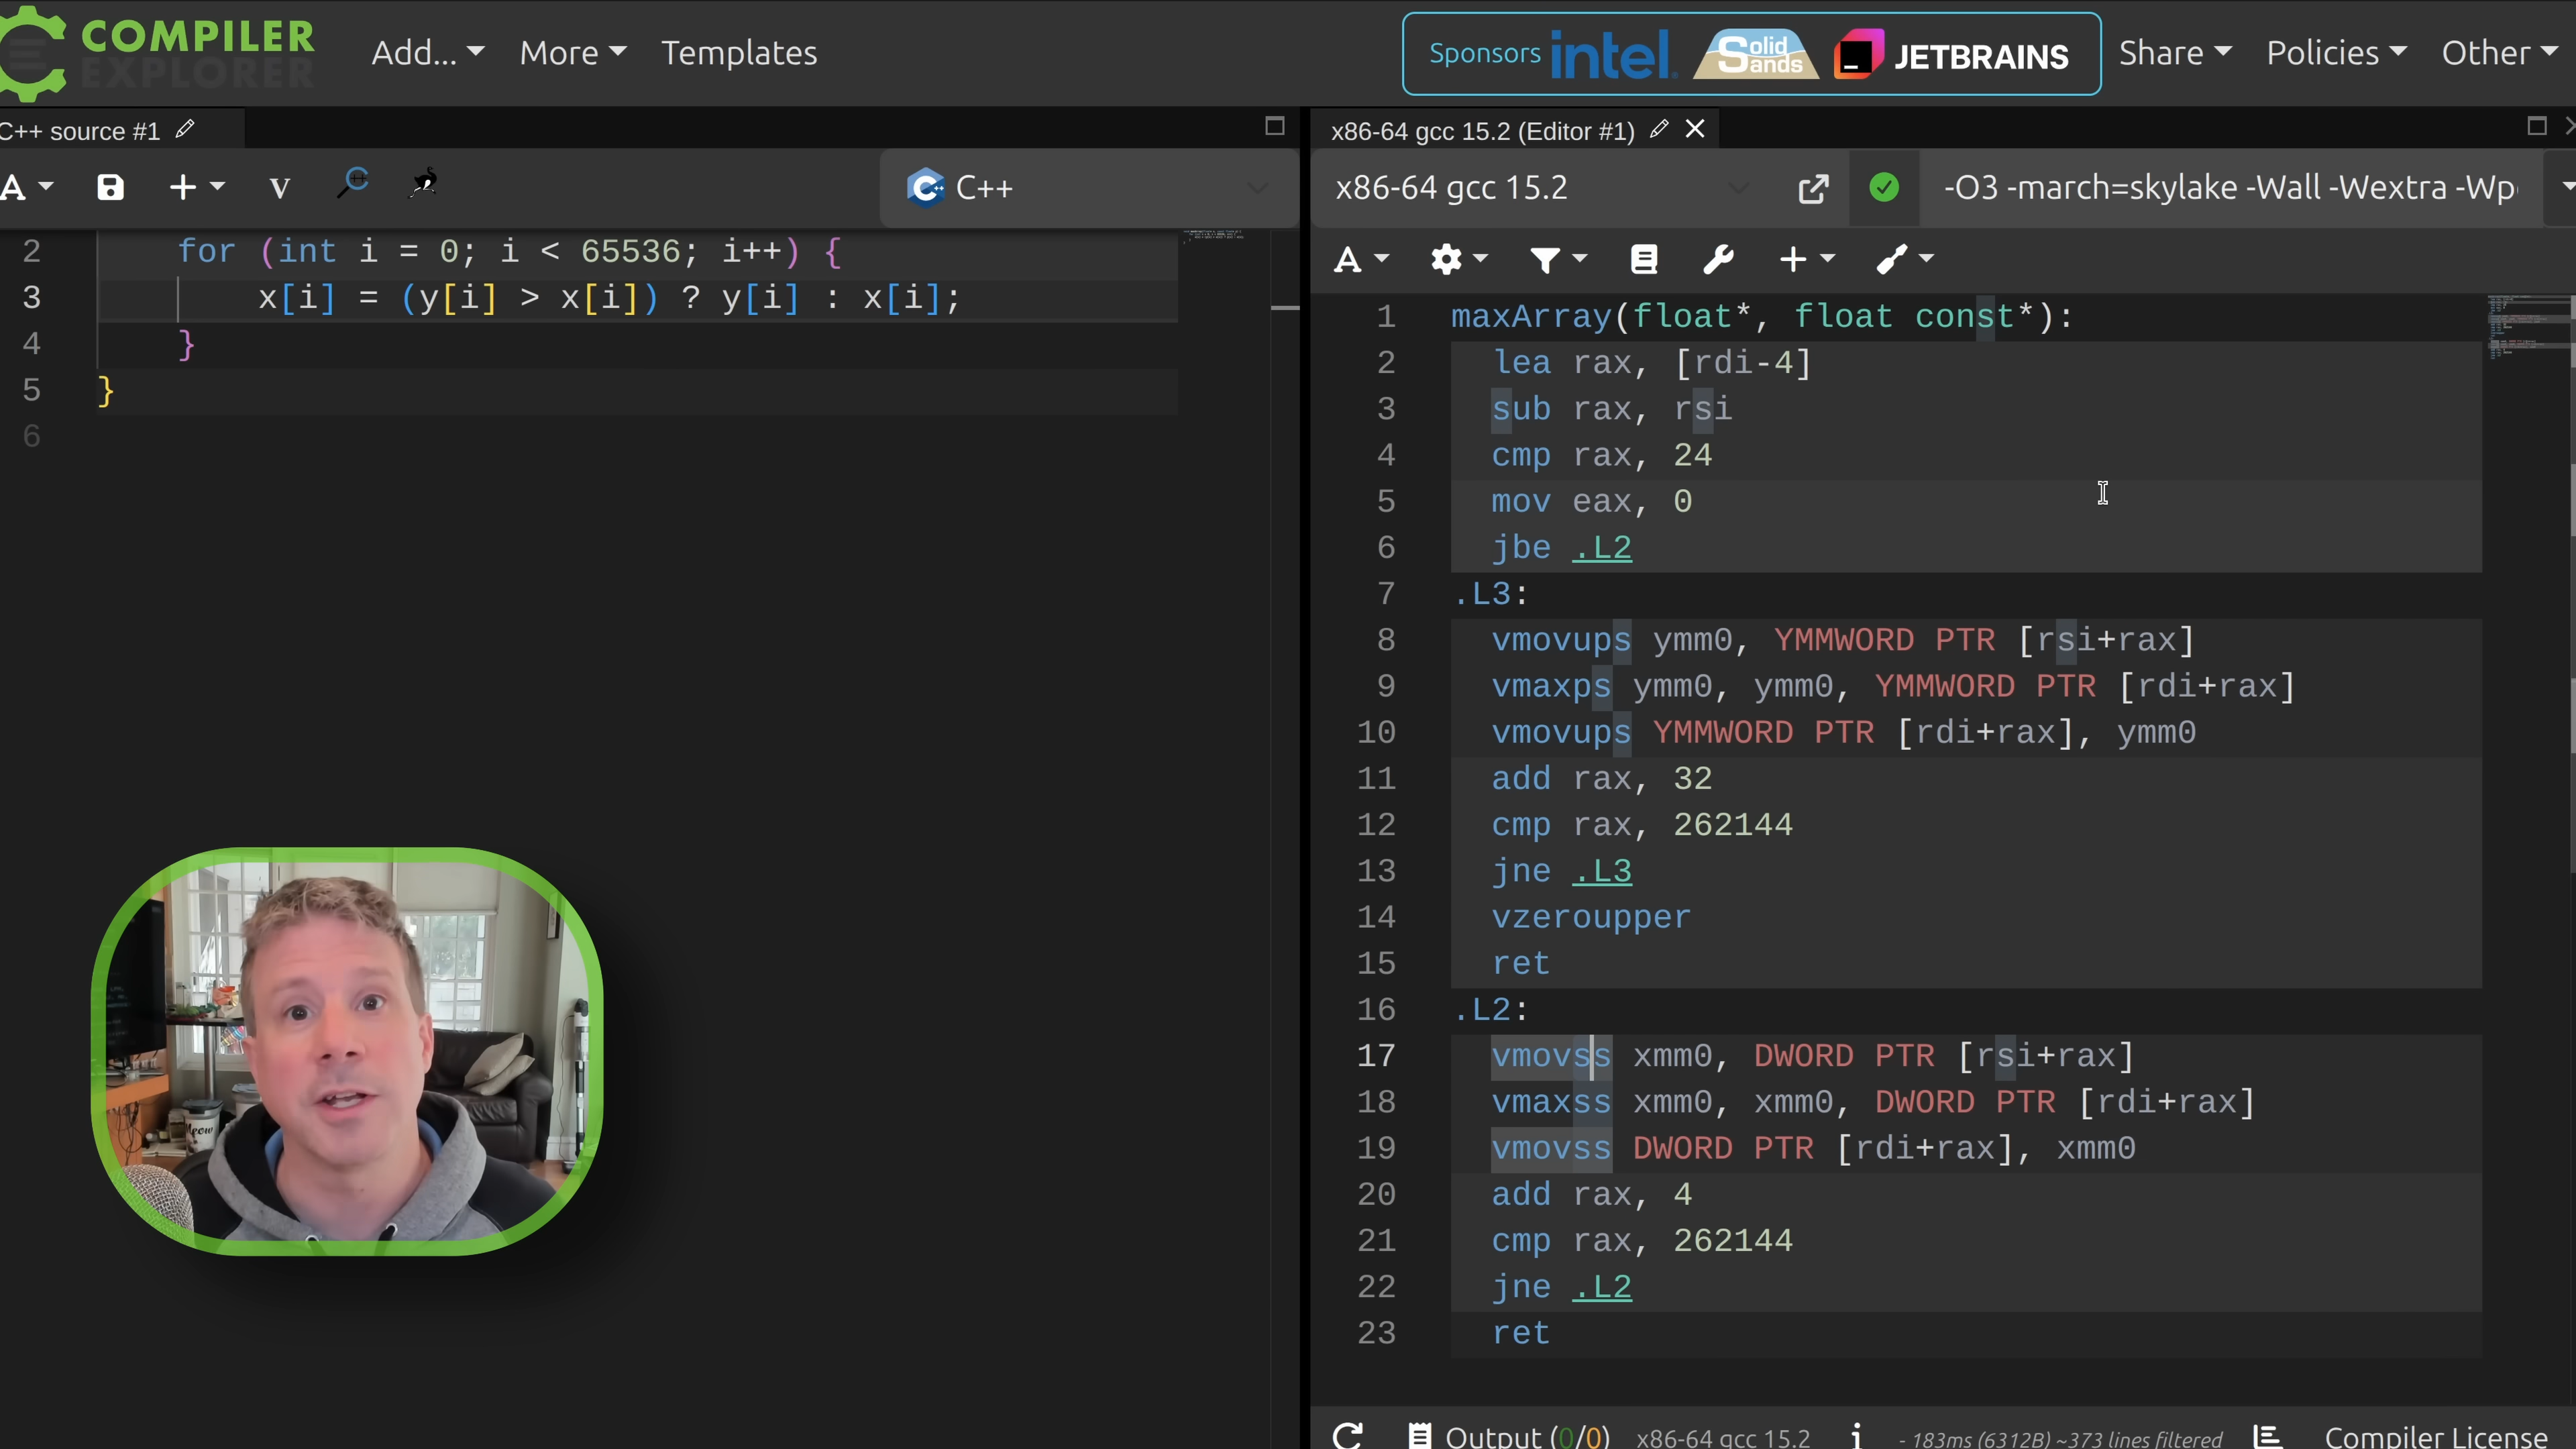 COMPILER
EXPLORER
Add...
More
Templates
Sponsors
intel.
Solid
Sands
JETBRAINS
Share
Policies
Other
C++ source #1
A
+
V
C++
2 for (int i = 0; i < 65536; i++) {
3 x[i] = (y[i] > x[i]) ? y[i] : x[i];
4 }
5 }
6
x86-64 gcc 15.2 (Editor #1)
x86-64 gcc 15.2
-O3 -march=skylake -Wall -Wextra -Wp
A
+
1 maxArray(float*, float const*):
2 lea rax, [rdi-4]
3 sub rax, rsi
4 cmp rax, 24
5 mov eax, 0
6 jbe .L2
7 .L3:
8 vmovups ymm0, YMMWORD PTR [rsi+rax]
9 vmaxps ymm0, ymm0, YMMWORD PTR [rdi+rax]
10 vmovups YMMWORD PTR [rdi+rax], ymm0
11 add rax, 32
12 cmp rax, 262144
13 jne .L3
14 vzeroupper
15 ret
16 .L2:
17 vmovss xmm0, DWORD PTR [rsi+rax]
18 vmaxss xmm0, xmm0, DWORD PTR [rdi+rax]
19 vmovss DWORD PTR [rdi+rax], xmm0
20 add rax, 4
21 cmp rax, 262144
22 jne .L2
23 ret
Meow
Output (0/0) x86-64 gcc 15.2 i - 183ms (6312B) ~373 lines filtered Compiler License